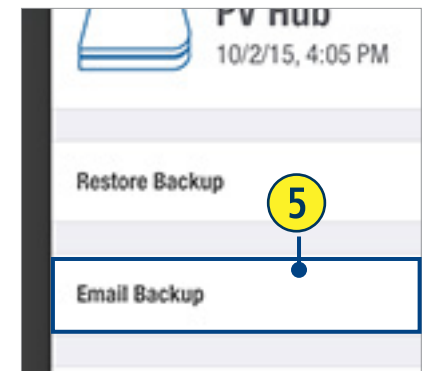 PV Hub
10/2/15, 4:05 PM
Restore Backup
5
Email Backup